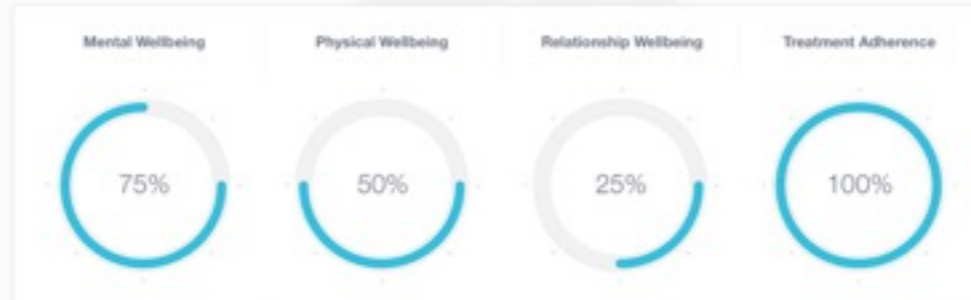 Mental Wellbeing
Physical Wellbeing
Relationship Wellbeing
Treatment Adherence
75%
50%
25%
100%